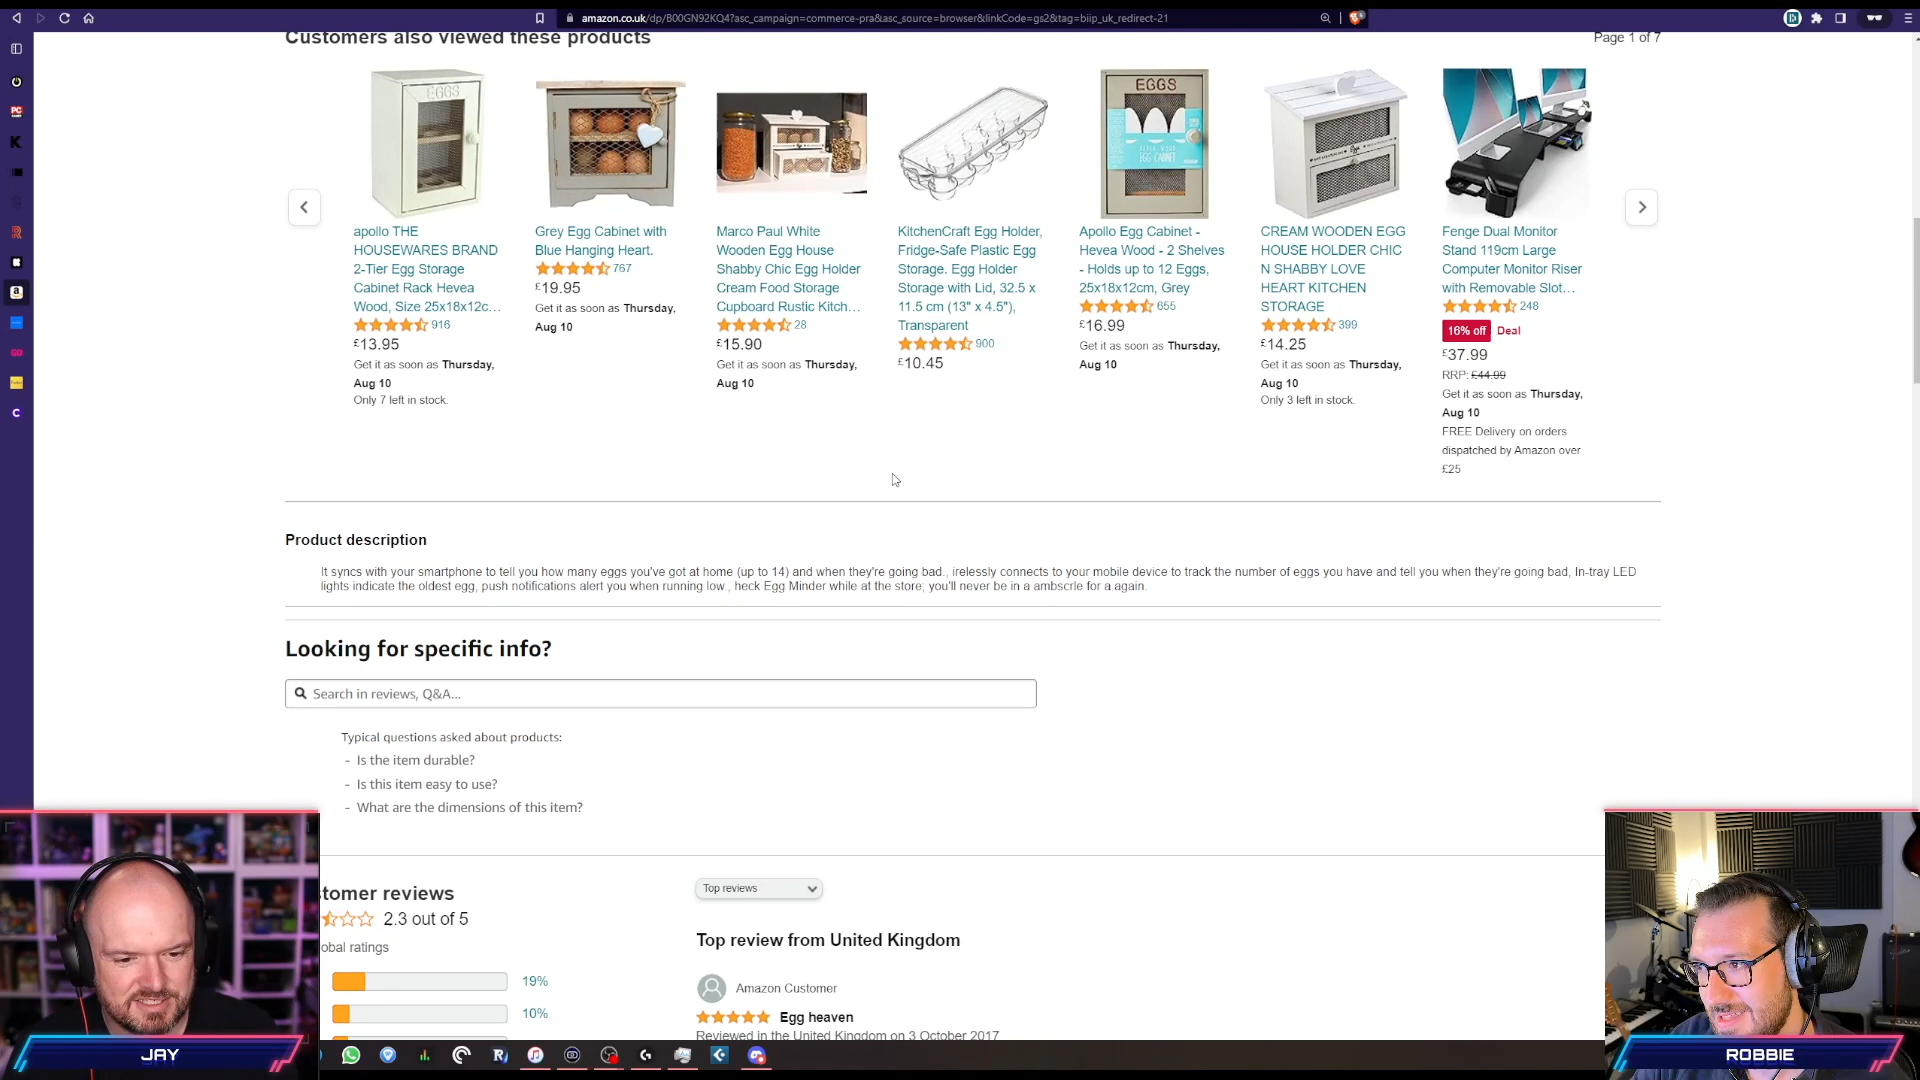 amazon.co.uk/dp/B00GN92KQ4?asc_campaign=commerce-pra&asc_source=browser&linkCode=gs2&tag=biip_uk_redirect-21
Customers also viewed these products
Page 1 of 7
EGGS
EGGS
EGG CABINET
apollo THE
HOUSEWARES BRAND
2-Tier Egg Storage
Cabinet Rack Hevea
Wood, Size 25x18x12c…
916
£13.95
Get it as soon as Thursday,
Aug 10
Only 7 left in stock.
Grey Egg Cabinet with
Blue Hanging Heart.
767
£19.95
Get it as soon as Thursday,
Aug 10
Marco Paul White
Wooden Egg House
Shabby Chic Egg Holder
Cream Food Storage
Cupboard Rustic Kitch…
28
£15.90
Get it as soon as Thursday,
Aug 10
KitchenCraft Egg Holder,
Fridge-Safe Plastic Egg
Storage. Egg Holder
Storage with Lid, 32.5 x
11.5 cm (13" x 4.5"),
Transparent
900
£10.45
Apollo Egg Cabinet -
Hevea Wood - 2 Shelves
- Holds up to 12 Eggs,
25x18x12cm, Grey
655
£16.99
Get it as soon as Thursday,
Aug 10
CREAM WOODEN EGG
HOUSE HOLDER CHIC
N SHABBY LOVE
HEART KITCHEN
STORAGE
399
£14.25
Get it as soon as Thursday,
Aug 10
Only 3 left in stock.
Fenge Dual Monitor
Stand 119cm Large
Computer Monitor Riser
with Removable Slot…
248
16% off Deal
£37.99
RRP: £44.99
Get it as soon as Thursday,
Aug 10
FREE Delivery on orders
dispatched by Amazon over
£25
Product description
It syncs with your smartphone to tell you how many eggs you've got at home (up to 14) and when they're going bad., irelessly connects to your mobile device to track the number of eggs you have and tell you when they're going bad, In-tray LED
lights indicate the oldest egg, push notifications alert you when running low., heck Egg Minder while at the store; you'll never be in a ambscrle for a again.
Looking for specific info?
Search in reviews, Q&A...
Typical questions asked about products:
- Is the item durable?
- Is this item easy to use?
- What are the dimensions of this item?
stomer reviews
2.3 out of 5
obal ratings
19%
10%
Top reviews
Top review from United Kingdom
Amazon Customer
Egg heaven
Reviewed in the United Kingdom on 3 October 2017
JAY
ROBBIE